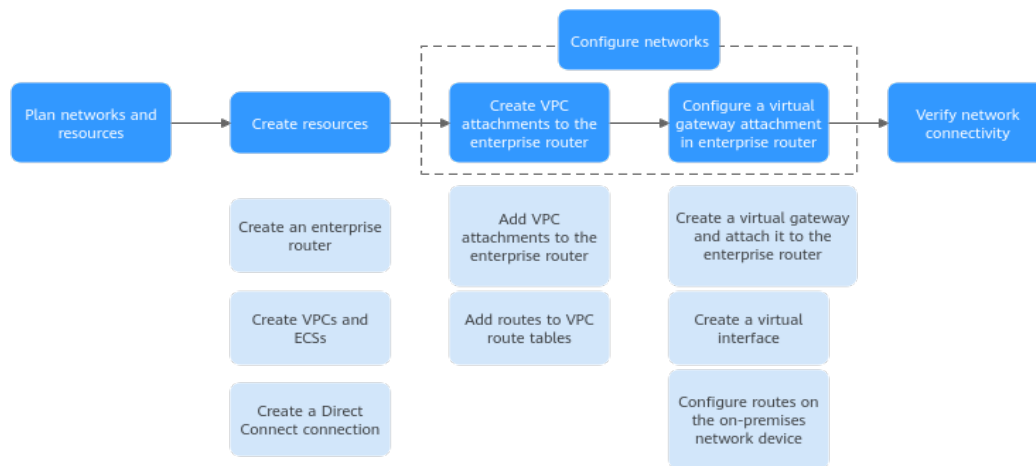 Configure networks
Plan networks and
resources
Create resources
Create VPC
attachments to the
enterprise router
Configure a virtual
gateway attachment
in enterprise router
Verify network
connectivity
Create an enterprise
router
Add VPC
attachments to the
enterprise router
Create a virtual gateway
and attach it to the
enterprise router
Create VPCs and
ECSs
Add routes to VPC
route tables
Create a virtual
interface
Create a Direct
Connect connection
Configure routes on
the on-premises
network device